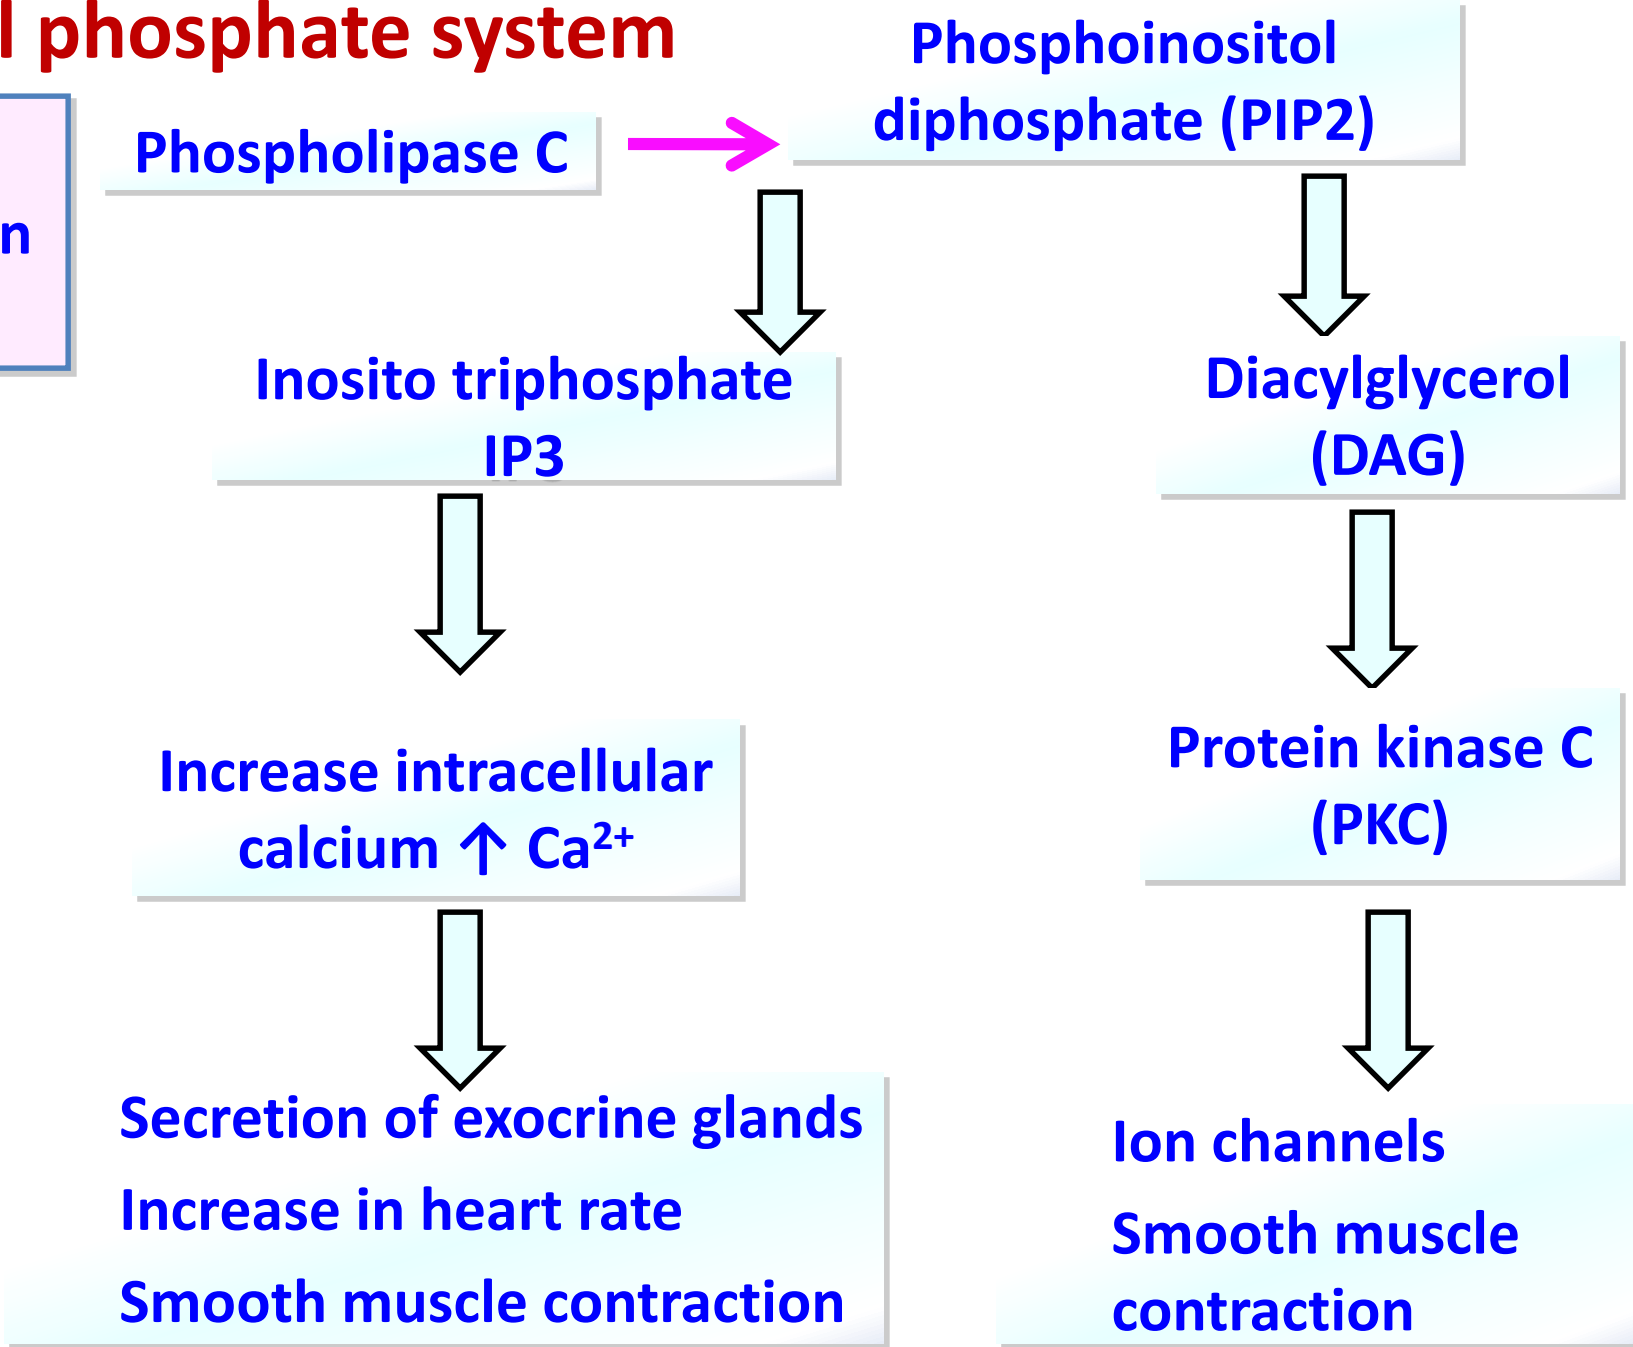 l phosphate system
Phosphoinositol
diphosphate (PIP2)
Phospholipase C
n
Inosito triphosphate
IP3
Diacylglycerol
(DAG)
Increase intracellular
calcium ↑ Ca²⁺
Protein kinase C
(PKC)
Secretion of exocrine glands
Increase in heart rate
Smooth muscle contraction
Ion channels
Smooth muscle
contraction